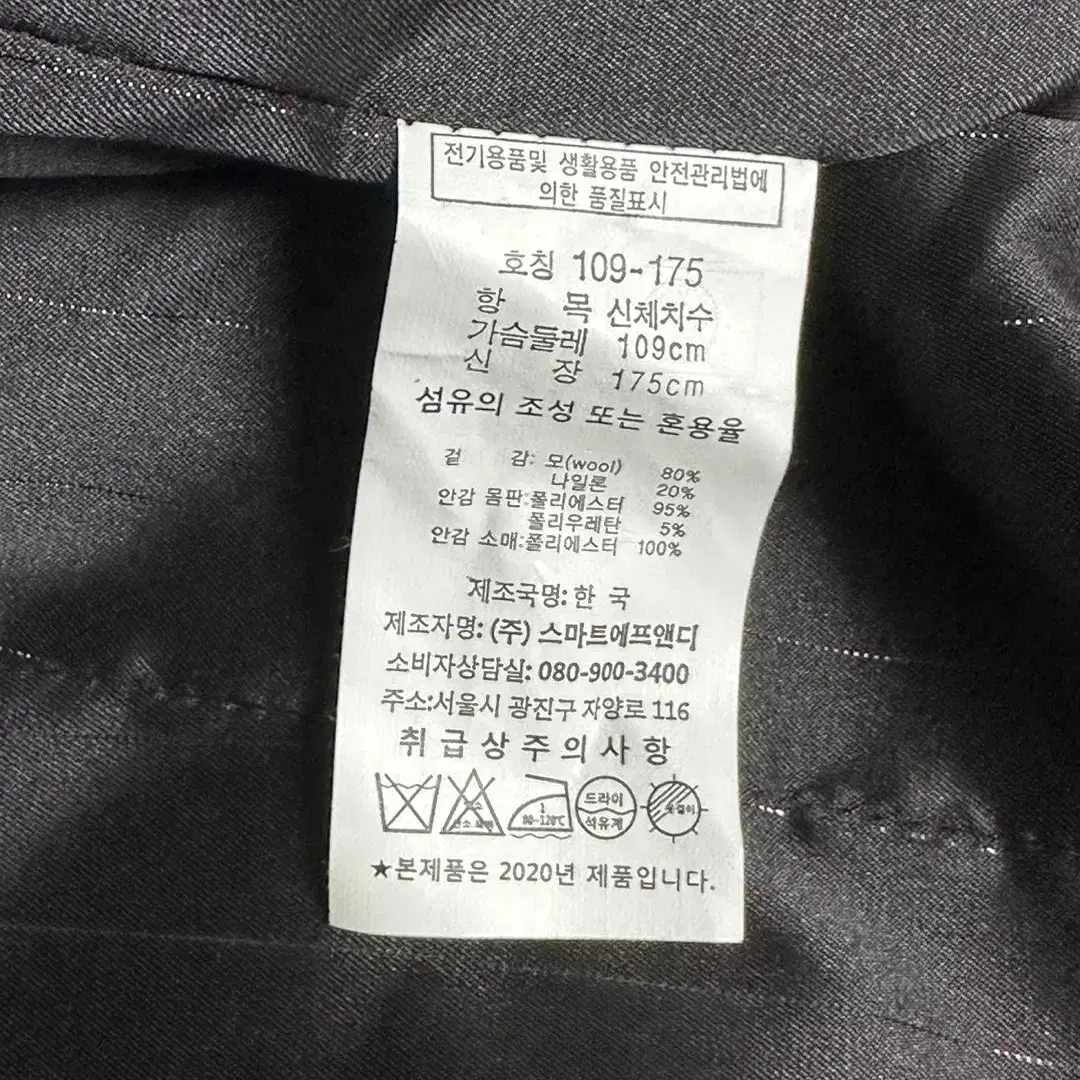 전기용품및 생활용품 안전관리법에
의한 품질표시
호칭 109-175
항 목 신체치수
가슴둘레 109cm
신 장 175cm
섬유의 조성 또는 혼용율
겉 감: 모(wool) 80%
나일론 20%
안감 몸판:폴리에스터 95%
폴리우레탄 5%
안감 소매:폴리에스터 100%
제조국명: 한 국
제조자명: (주) 스마트에프앤디
소비자상담실: 080-900-3400
주소:서울시 광진구 자양로 116
취 급 상 주 의 사 항
1
80-120℃
드라이
석유계
옷걸이
★본제품은 2020년 제품입니다.